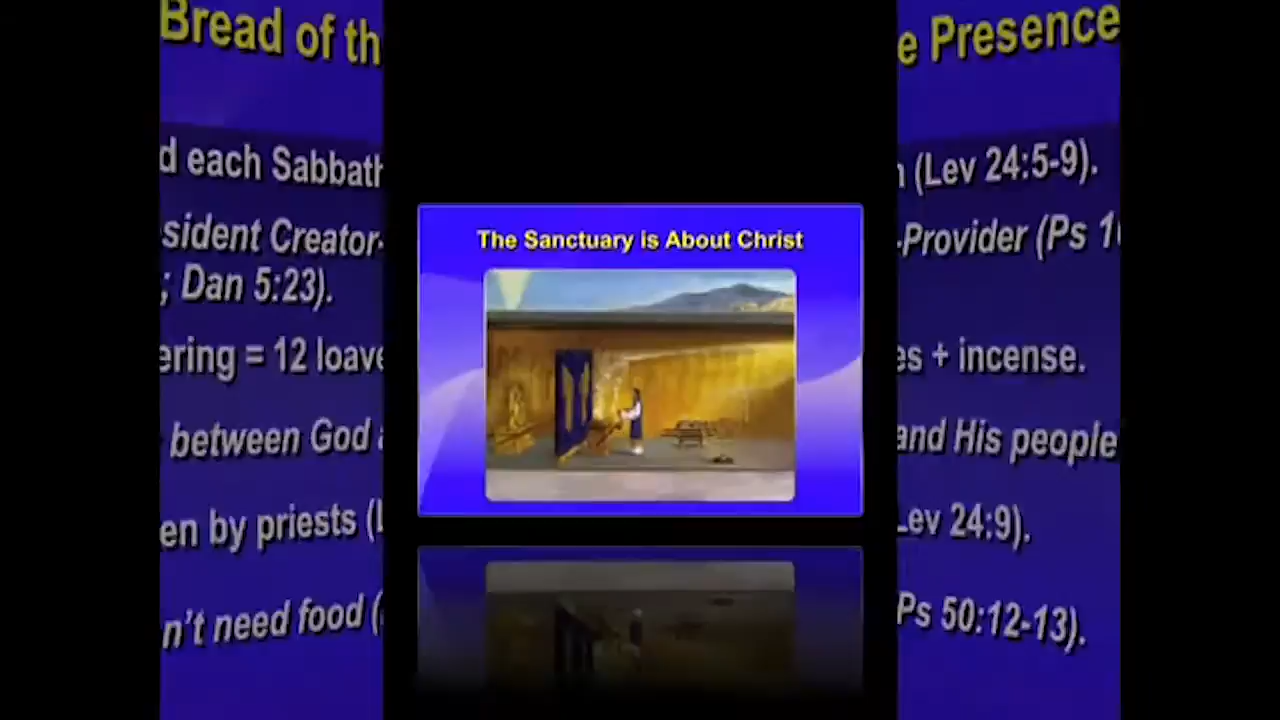 Bread of th e Presence
d each Sabbath (Lev 24:5-9).
sident Creator-Provider (Ps 1
; Dan 5:23).
ering = 12 loaves + incense.
between God and His people
en by priests (Lev 24:9).
n't need food (Ps 50:12-13).
The Sanctuary is About Christ